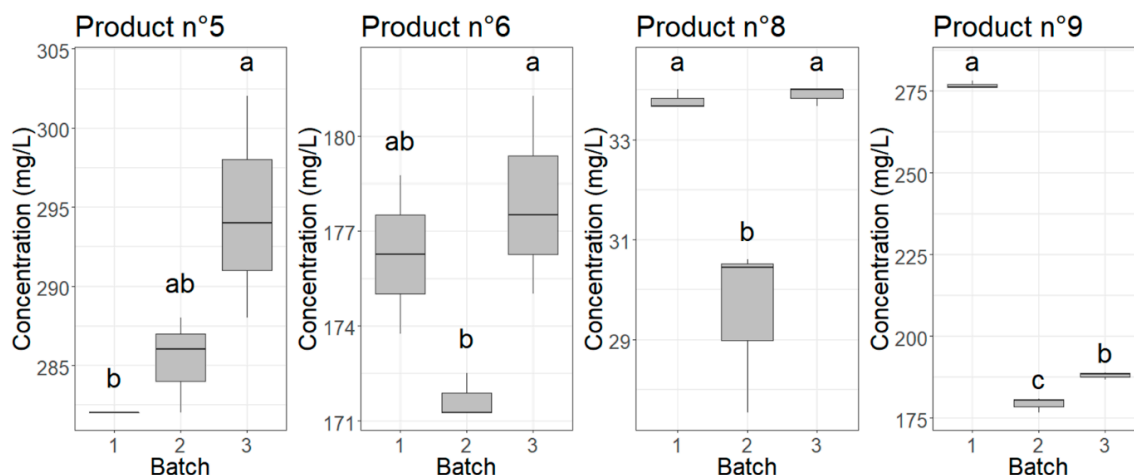 Product n°5
305
300
295
290
285
Concentration (mg/L)
b
ab
a
1 2 3
Batch
Product n°6
180
177
174
171
Concentration (mg/L)
ab
b
a
1 2 3
Batch
Product n°8
33
31
29
Concentration (mg/L)
a
b
a
1 2 3
Batch
Product n°9
275
250
225
200
175
Concentration (mg/L)
a
c
b
1 2 3
Batch